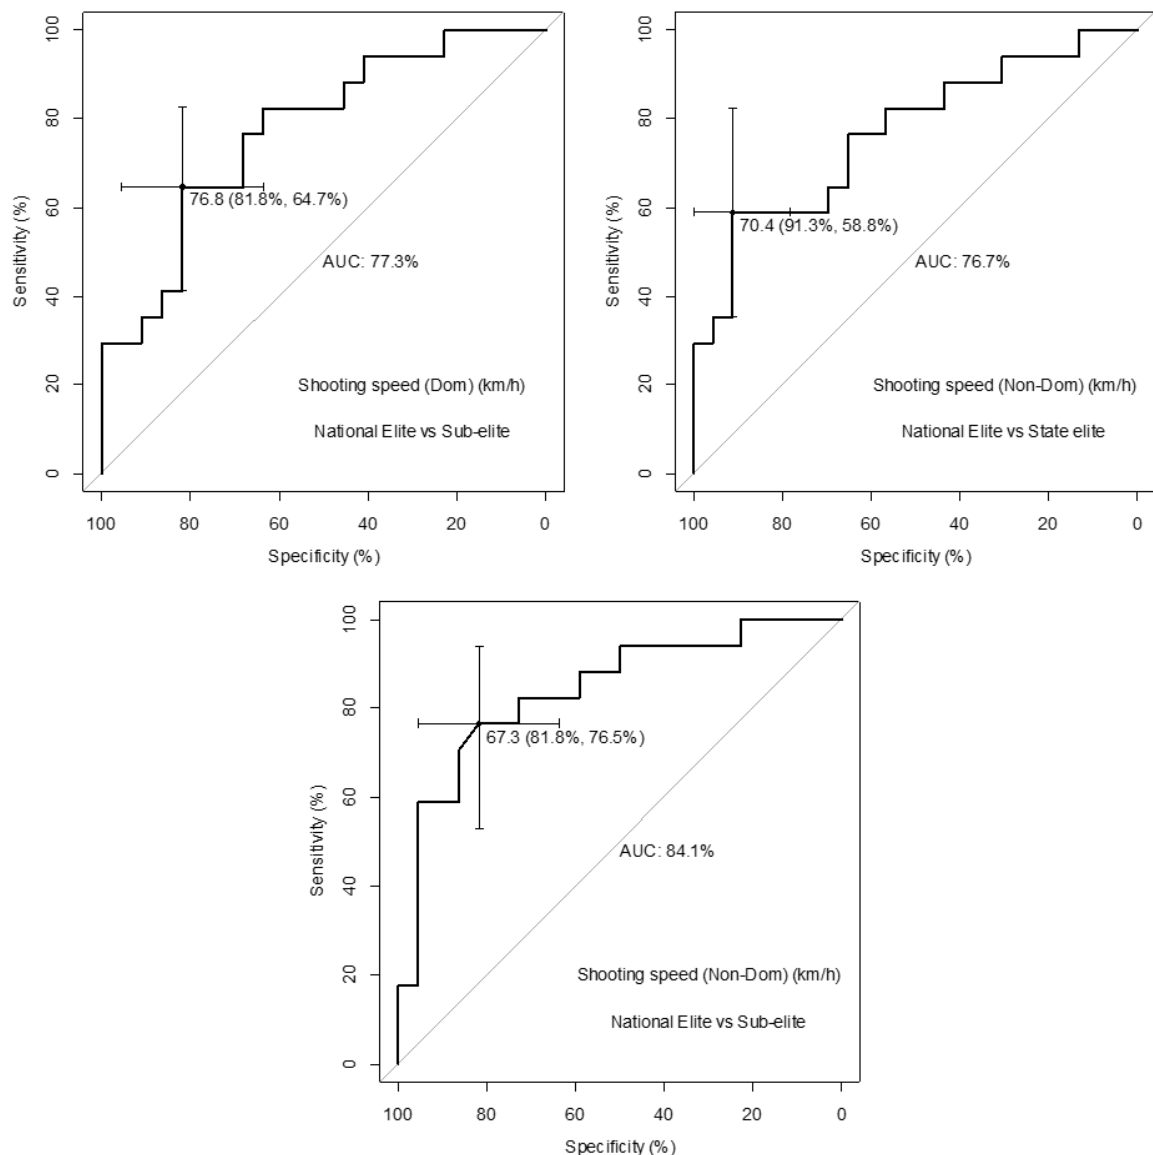 100
80
60
40
20
0
Sensitivity (%)
76.8 (81.8%, 64.7%)
AUC: 77.3%
Shooting speed (Dom) (km/h)
National Elite vs Sub-elite
100 80 60 40 20 0
Specificity (%)
100
80
60
40
20
0
Sensitivity (%)
70.4 (91.3%, 58.8%)
AUC: 76.7%
Shooting speed (Non-Dom) (km/h)
National Elite vs State elite
100 80 60 40 20 0
Specificity (%)
100
80
60
40
20
0
Sensitivity (%)
67.3 (81.8%, 76.5%)
AUC: 84.1%
Shooting speed (Non-Dom) (km/h)
National Elite vs Sub-elite
100 80 60 40 20 0
Specificity (%)